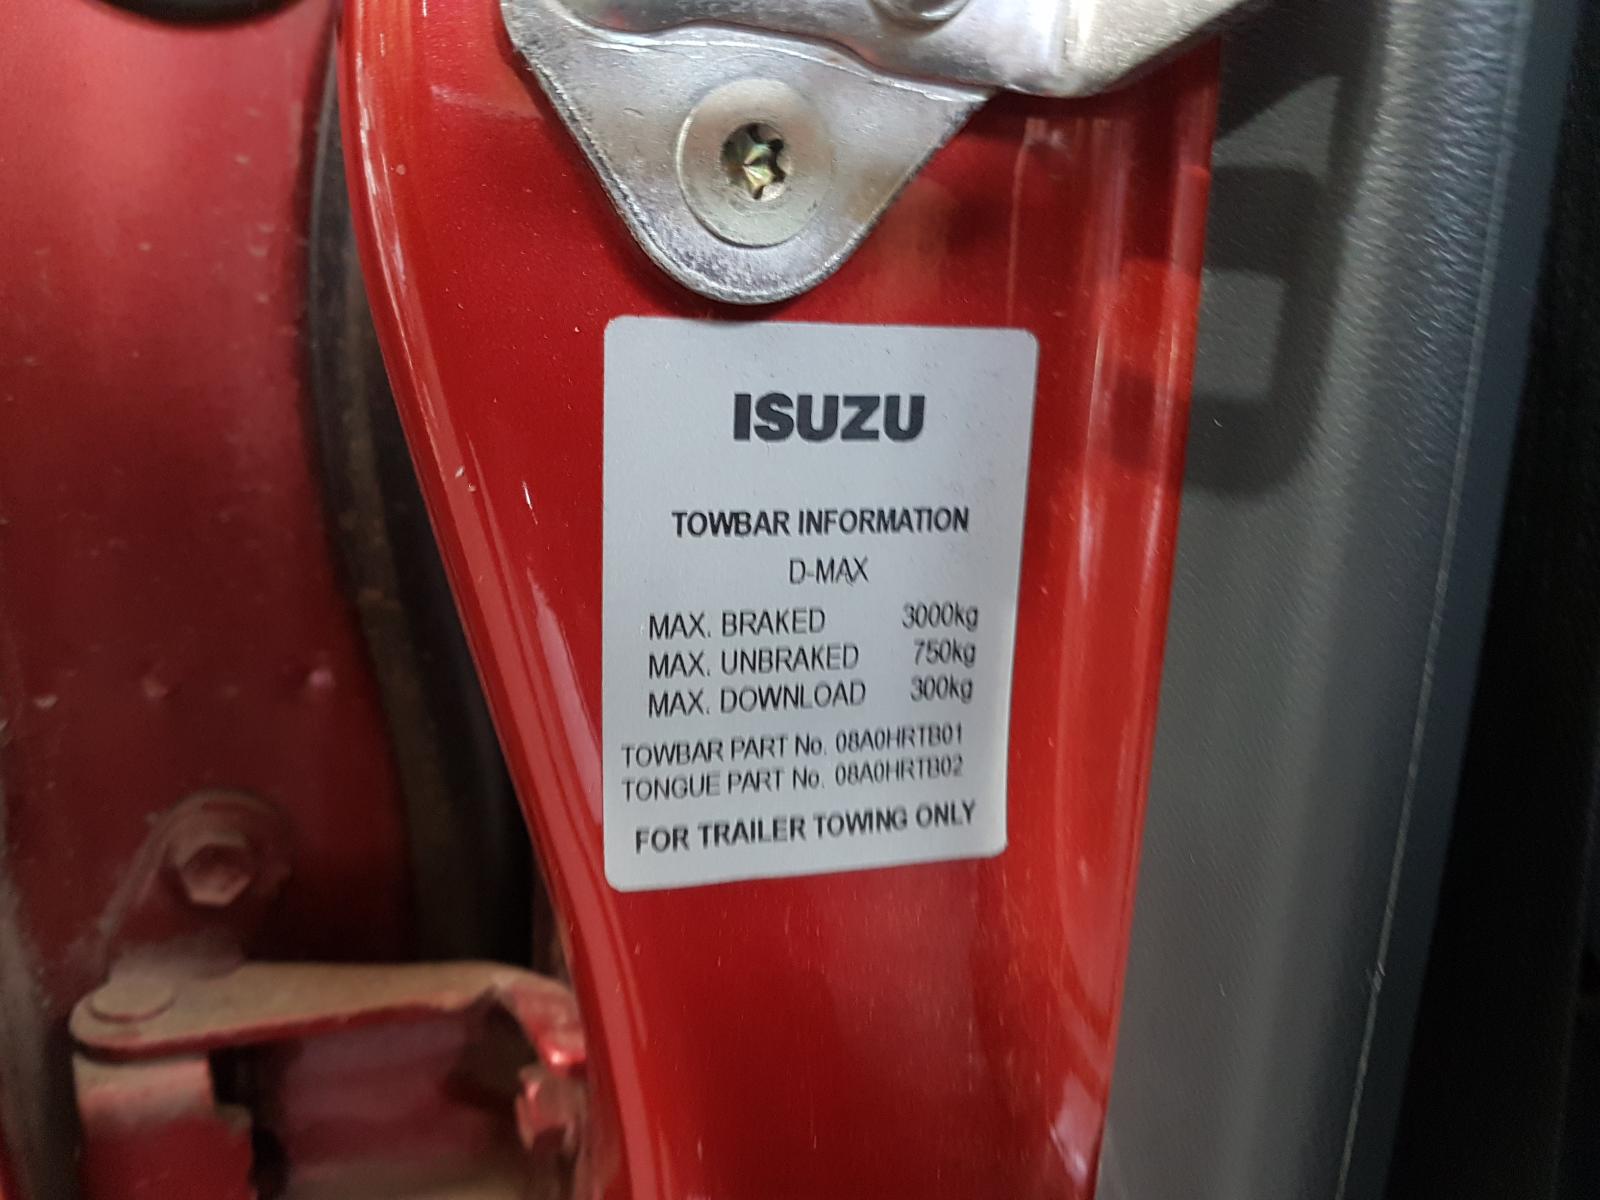 ISUZU
TOWBAR INFORMATION
D-MAX
MAX. BRAKED 3000kg
MAX. UNBRAKED 750kg
MAX. DOWNLOAD 300kg
TOWBAR PART No. 08A0HRTB01
TONGUE PART No. 08A0HRTB02
FOR TRAILER TOWING ONLY